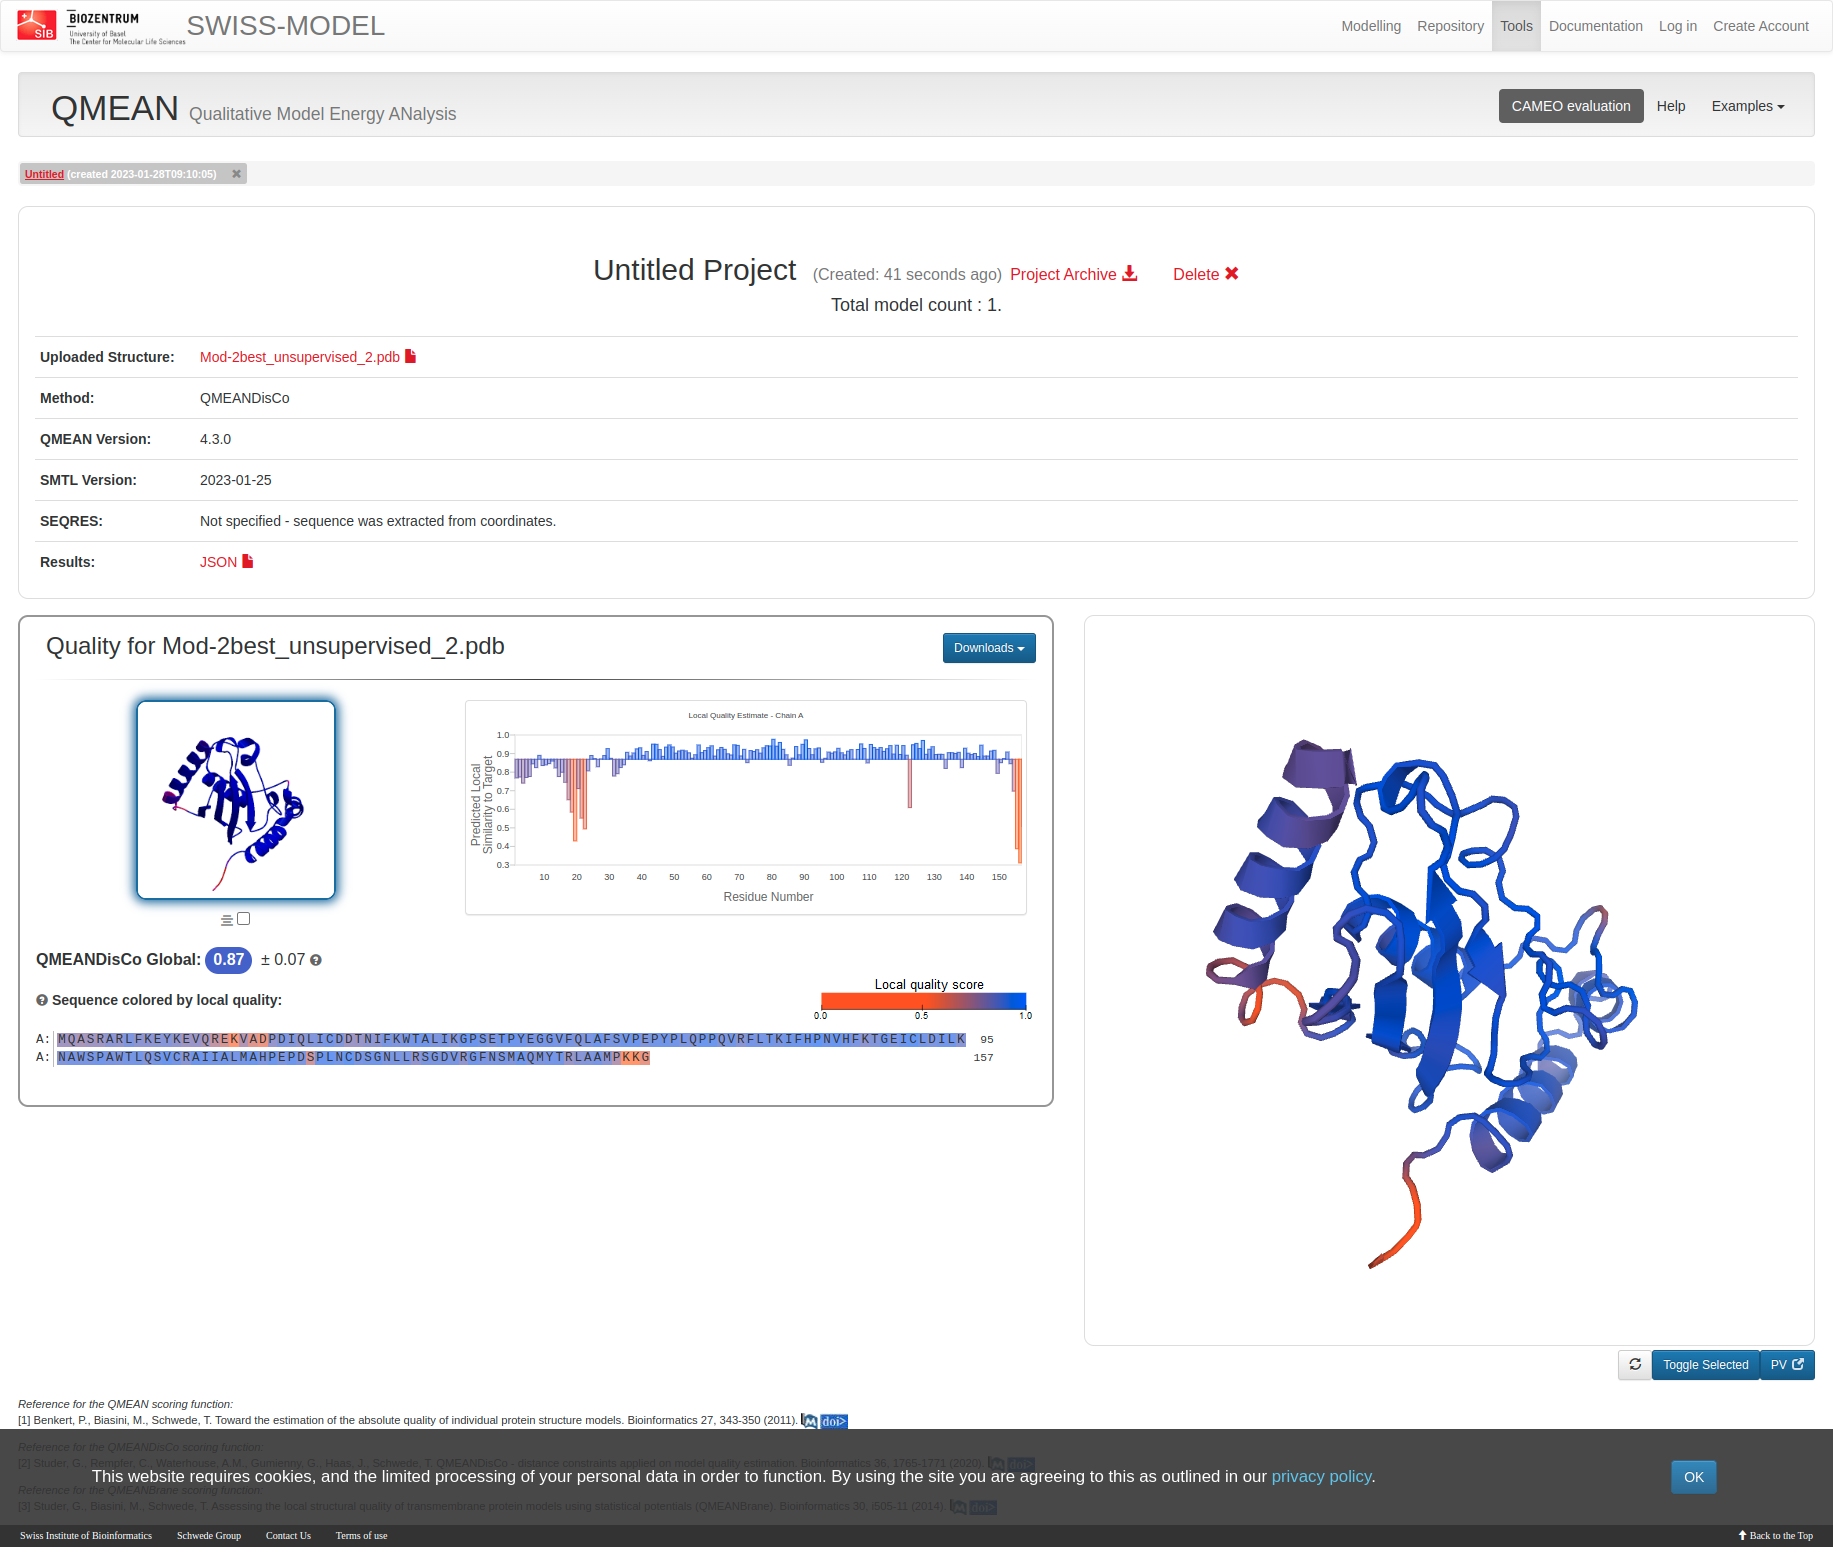 SIB
BIOZENTRUM
University of Basel
The Center for Molecular Life Sciences
SWISS-MODEL
Modelling Repository Tools Documentation Log in Create Account
QMEAN Qualitative Model Energy ANalysis
CAMEO evaluation Help Examples
Untitled (created 2023-01-28T09:10:05)
Untitled Project (Created: 41 seconds ago) Project Archive Delete
Total model count : 1.
Uploaded Structure: Mod-2best_unsupervised_2.pdb
Method: QMEANDisCo
QMEAN Version: 4.3.0
SMTL Version: 2023-01-25
SEQRES: Not specified - sequence was extracted from coordinates.
Results: JSON
Quality for Mod-2best_unsupervised_2.pdb
Downloads
Local Quality Estimate - Chain A
Predicted Local
Similarity to Target
1.0
0.9
0.8
0.7
0.6
0.5
0.4
0.3
10 20 30 40 50 60 70 80 90 100 110 120 130 140 150
Residue Number
QMEANDisCo Global: 0.87 ± 0.07
Sequence colored by local quality:
Local quality score
0.0 0.5 1.0
A: MQASRARLFKEYKEVQREKVADPDIQLICDDTNIFKWTALIKGPSETPYEGGVFQLAFSVPEPYPLQPPQVRFLTKIFHPNVHFKTGEICLDILK 95
A: NAWSPAWTLQSVCRAIIALMAHPEPDSPLNCDSGNLLRSGDVRGFNSMAQMYTRLAAMPKKG 157
Toggle Selected PV
Reference for the QMEAN scoring function:
[1] Benkert, P., Biasini, M., Schwede, T. Toward the estimation of the absolute quality of individual protein structure models. Bioinformatics 27, 343-350 (2011). M doi>
Reference for the QMEANDisCo scoring function:
[2] Studer, G., Rempfer, C., Waterhouse, A.M., Gumienny, G., Haas, J., Schwede, T. QMEANDisCo - distance constraints applied on model quality estimation. Bioinformatics 36, 1765-1771 (2020). M doi>
This website requires cookies, and the limited processing of your personal data in order to function. By using the site you are agreeing to this as outlined in our privacy policy.
OK
Reference for the QMEANBrane scoring function:
[3] Studer, G., Biasini, M., Schwede, T. Assessing the local structural quality of transmembrane protein models using statistical potentials (QMEANBrane). Bioinformatics 30, i505-11 (2014). M doi>
Swiss Institute of Bioinformatics Schwede Group Contact Us Terms of use
Back to the Top